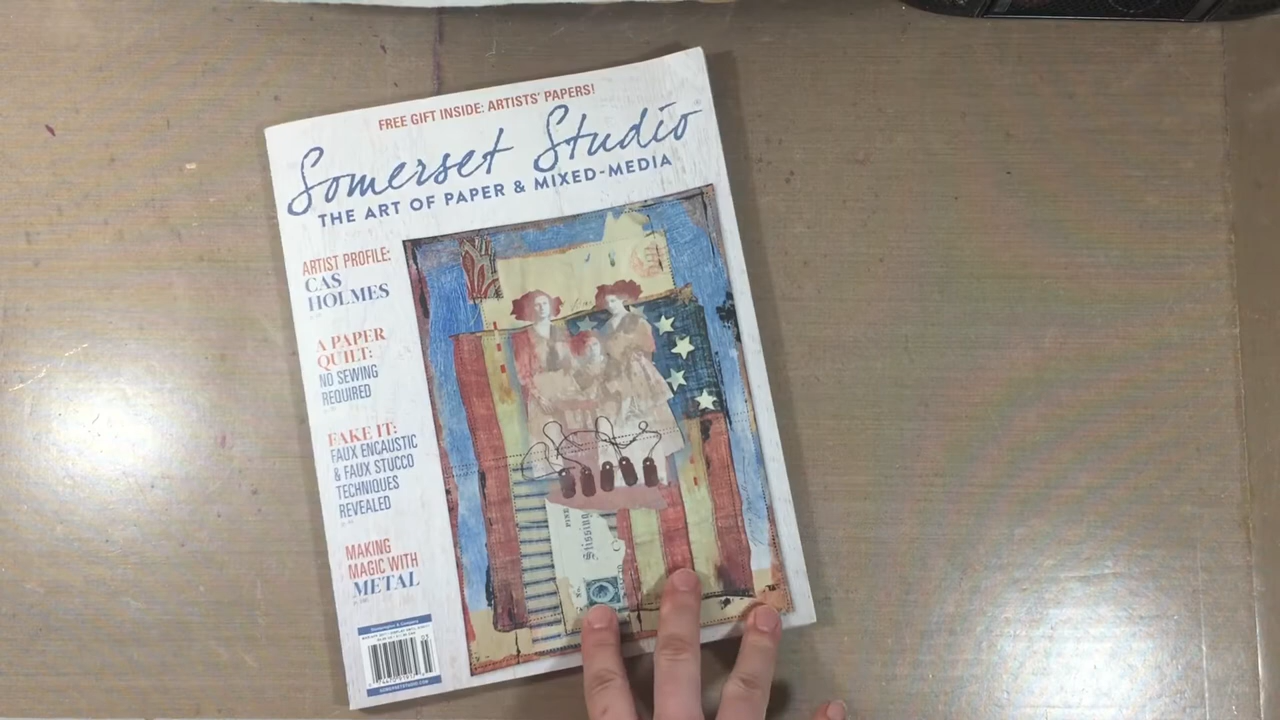 FREE GIFT INSIDE: ARTISTS' PAPERS!
Somerset Studio
THE ART OF PAPER & MIXED-MEDIA
ARTIST PROFILE:
CAS
HOLMES
A PAPER
QUILT:
NO SEWING
REQUIRED
FAKE IT:
FAUX ENCAUSTIC
& FAUX STUCCO
TECHNIQUES
REVEALED
MAKING
MAGIC WITH
METAL
Stissing